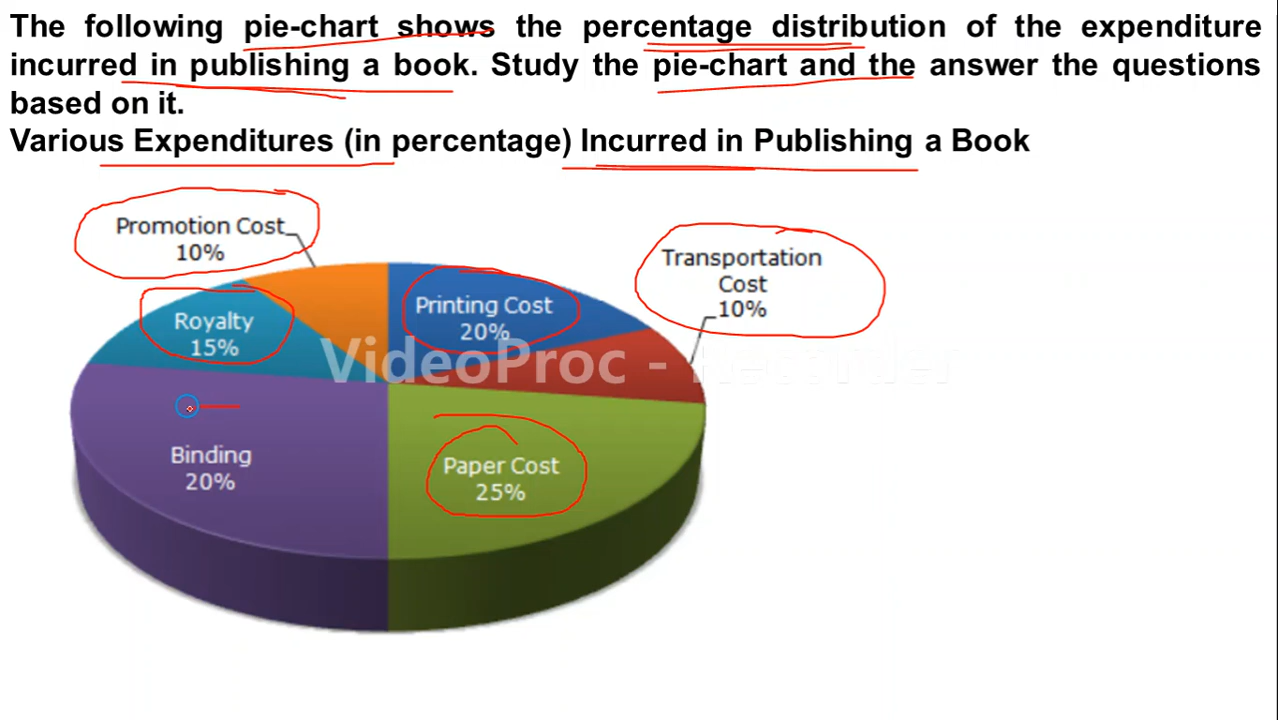 The following pie-chart shows the percentage distribution of the expenditure
incurred in publishing a book. Study the pie-chart and the answer the questions
based on it.
Various Expenditures (in percentage) Incurred in Publishing a Book
Promotion Cost
10%
Transportation
Cost
10%
Printing Cost
20%
Royalty
15%
VideoProc - Recorder
Binding
20%
Paper Cost
25%